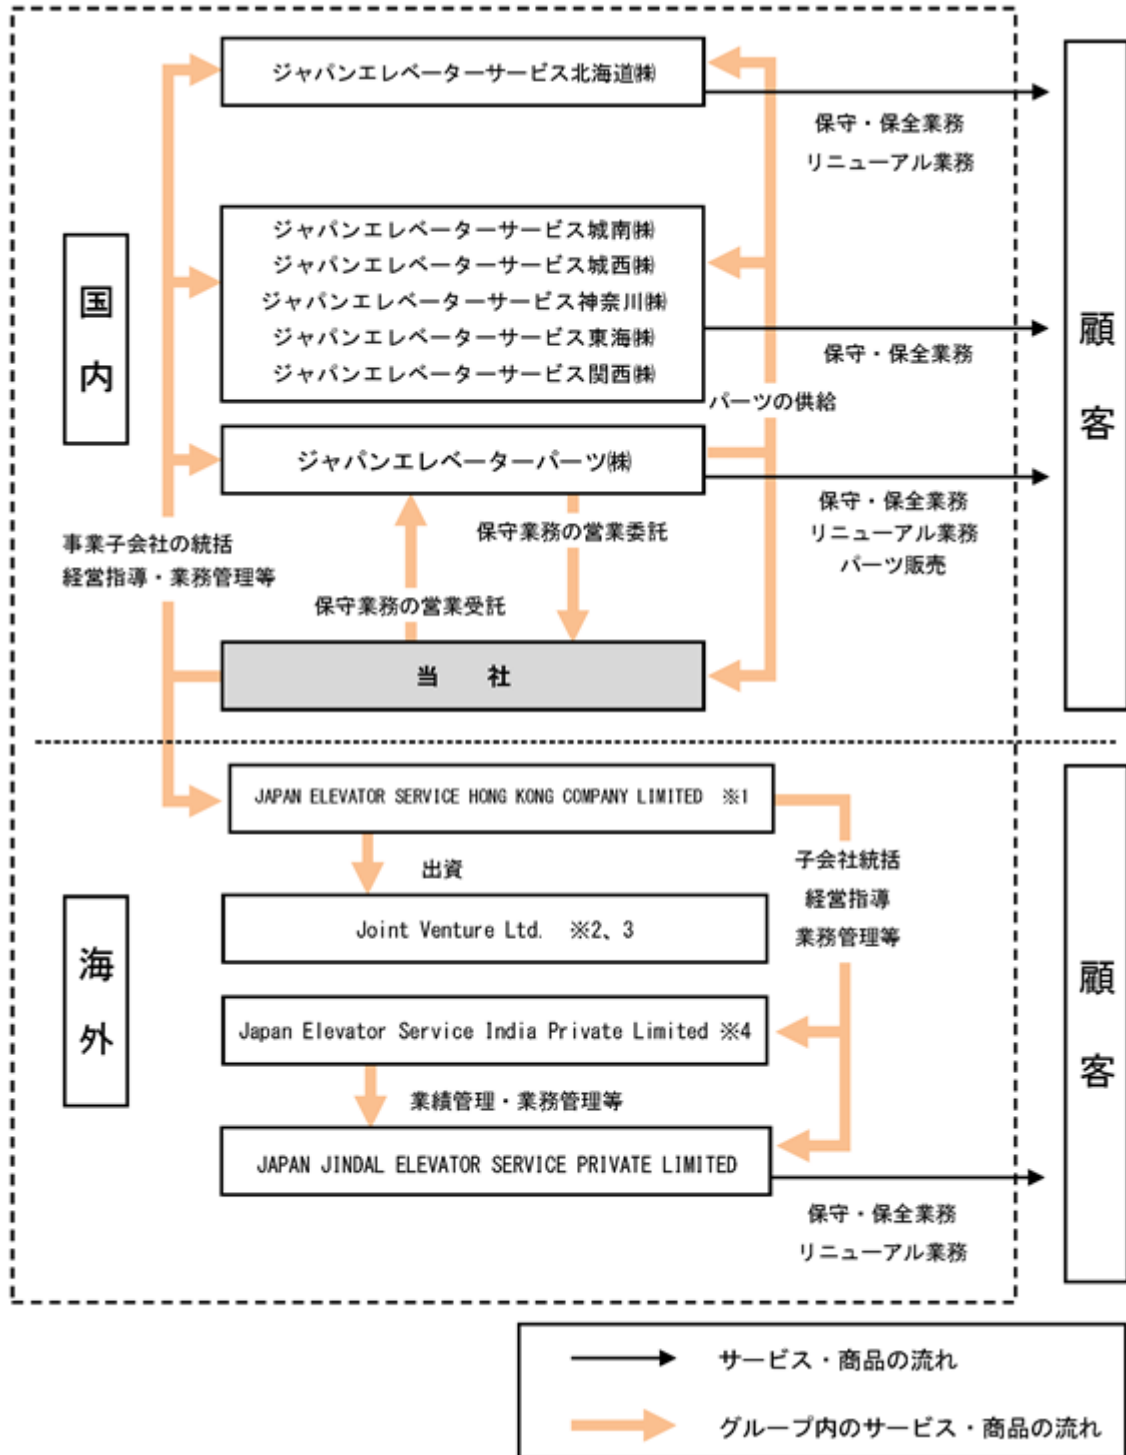 ジャパンエレベーターサービス北海道㈱
保守・保全業務
リニューアル業務
国内
ジャパンエレベーターサービス城南㈱
ジャパンエレベーターサービス城西㈱
ジャパンエレベーターサービス神奈川㈱
ジャパンエレベーターサービス東海㈱
ジャパンエレベーターサービス関西㈱
保守・保全業務
顧客
パーツの供給
ジャパンエレベーターパーツ㈱
保守・保全業務
リニューアル業務
パーツ販売
保守業務の営業委託
事業子会社の統括
経営指導・業務管理等
保守業務の営業受託
当　社
JAPAN ELEVATOR SERVICE HONG KONG COMPANY LIMITED ※1
出資
子会社統括
経営指導
業務管理等
海外
Joint Venture Ltd. ※2、3
顧客
Japan Elevator Service India Private Limited ※4
業績管理・業務管理等
JAPAN JINDAL ELEVATOR SERVICE PRIVATE LIMITED
保守・保全業務
リニューアル業務
サービス・商品の流れ
グループ内のサービス・商品の流れ